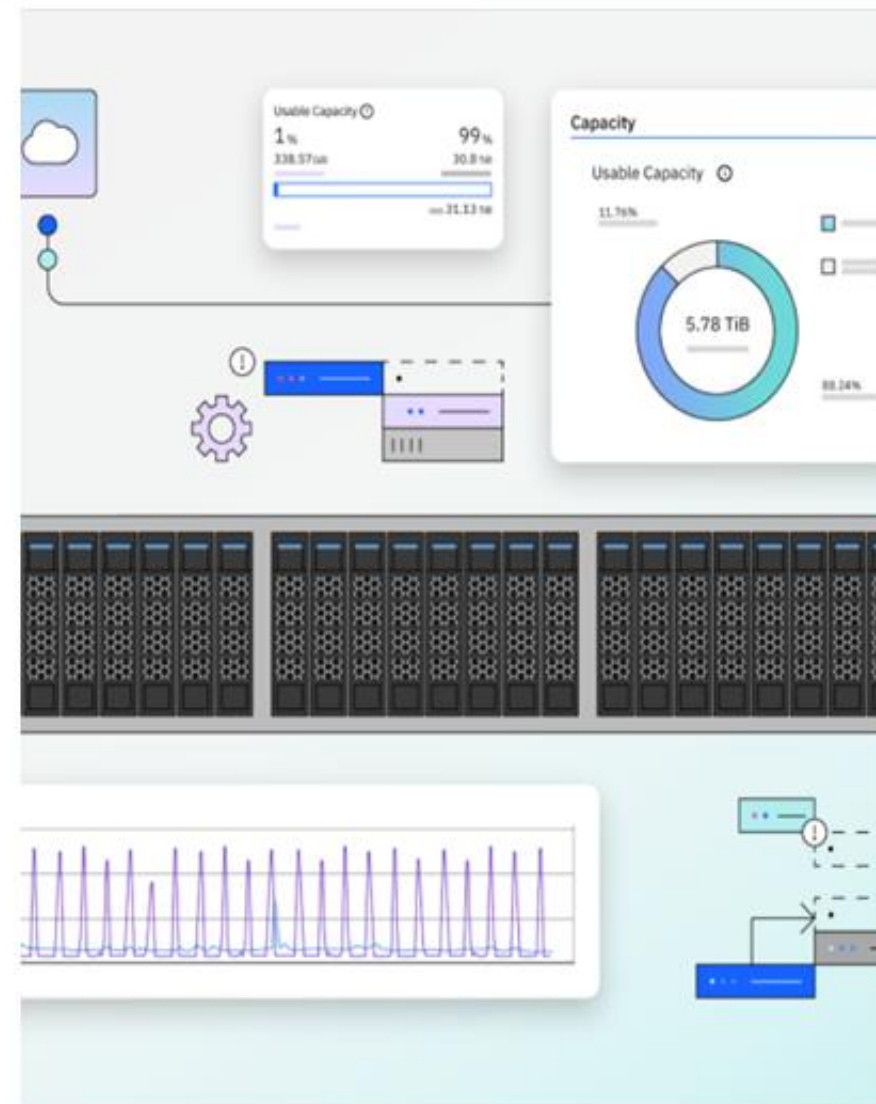 Usable Capacity
1% 99%
338.57 GiB 30.8 TiB
31.13 TiB
Capacity
Usable Capacity
11.76%
5.78 TiB
88.24%